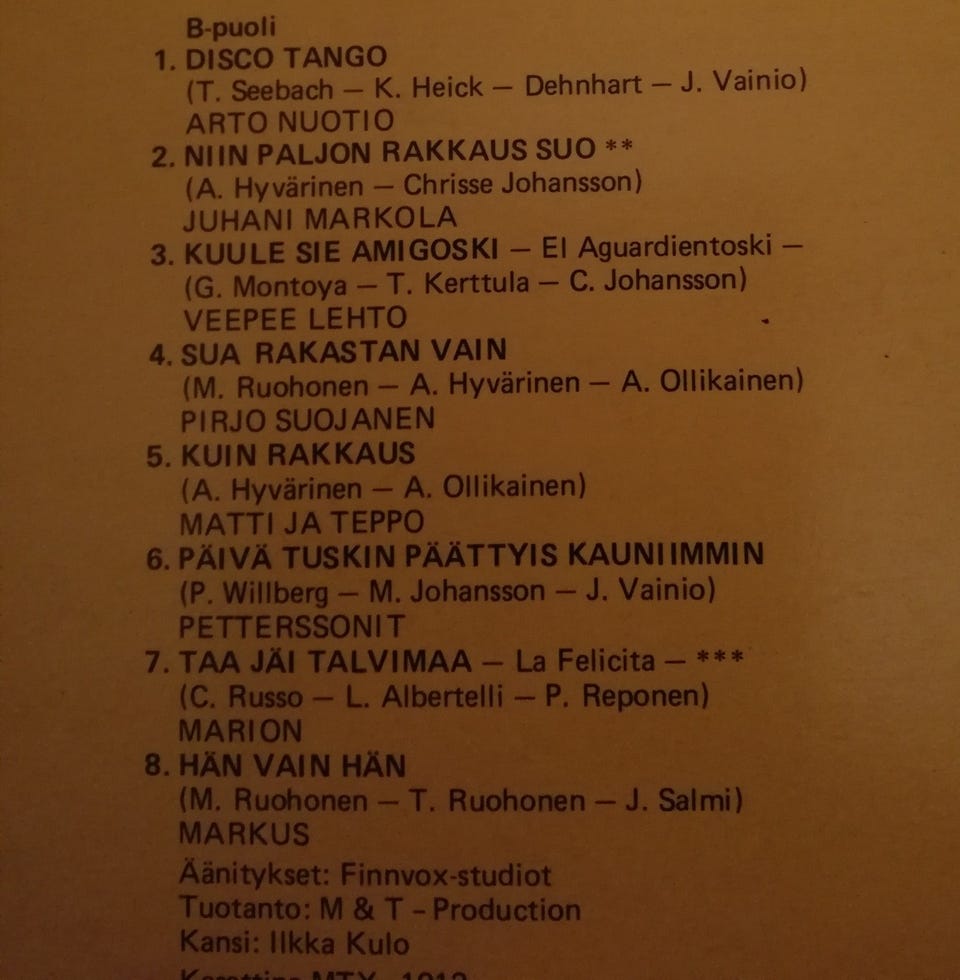 B-puoli
1. DISCO TANGO
(T. Seebach — K. Heick — Dehnhart — J. Vainio)
ARTO NUOTIO
2. NIIN PALJON RAKKAUS SUO **
(A. Hyvärinen — Chrisse Johansson)
JUHANI MARKOLA
3. KUULE SIE AMIGOSKI — El Aguardientoski —
(G. Montoya — T. Kerttula — C. Johansson)
VEEPEE LEHTO
4. SUA RAKASTAN VAIN
(M. Ruohonen — A. Hyvärinen — A. Ollikainen)
PIRJO SUOJANEN
5. KUIN RAKKAUS
(A. Hyvärinen — A. Ollikainen)
MATTI JA TEPPO
6. PÄIVÄ TUSKIN PÄÄTTYIS KAUNIIMMIN
(P. Willberg — M. Johansson — J. Vainio)
PETTERSSONIT
7. TAA JÄI TALVIMAA — La Felicita — ***
(C. Russo — L. Albertelli — P. Reponen)
MARION
8. HÄN VAIN HÄN
(M. Ruohonen — T. Ruohonen — J. Salmi)
MARKUS
Äänitykset: Finnvox-studiot
Tuotanto: M & T - Production
Kansi: Ilkka Kulo